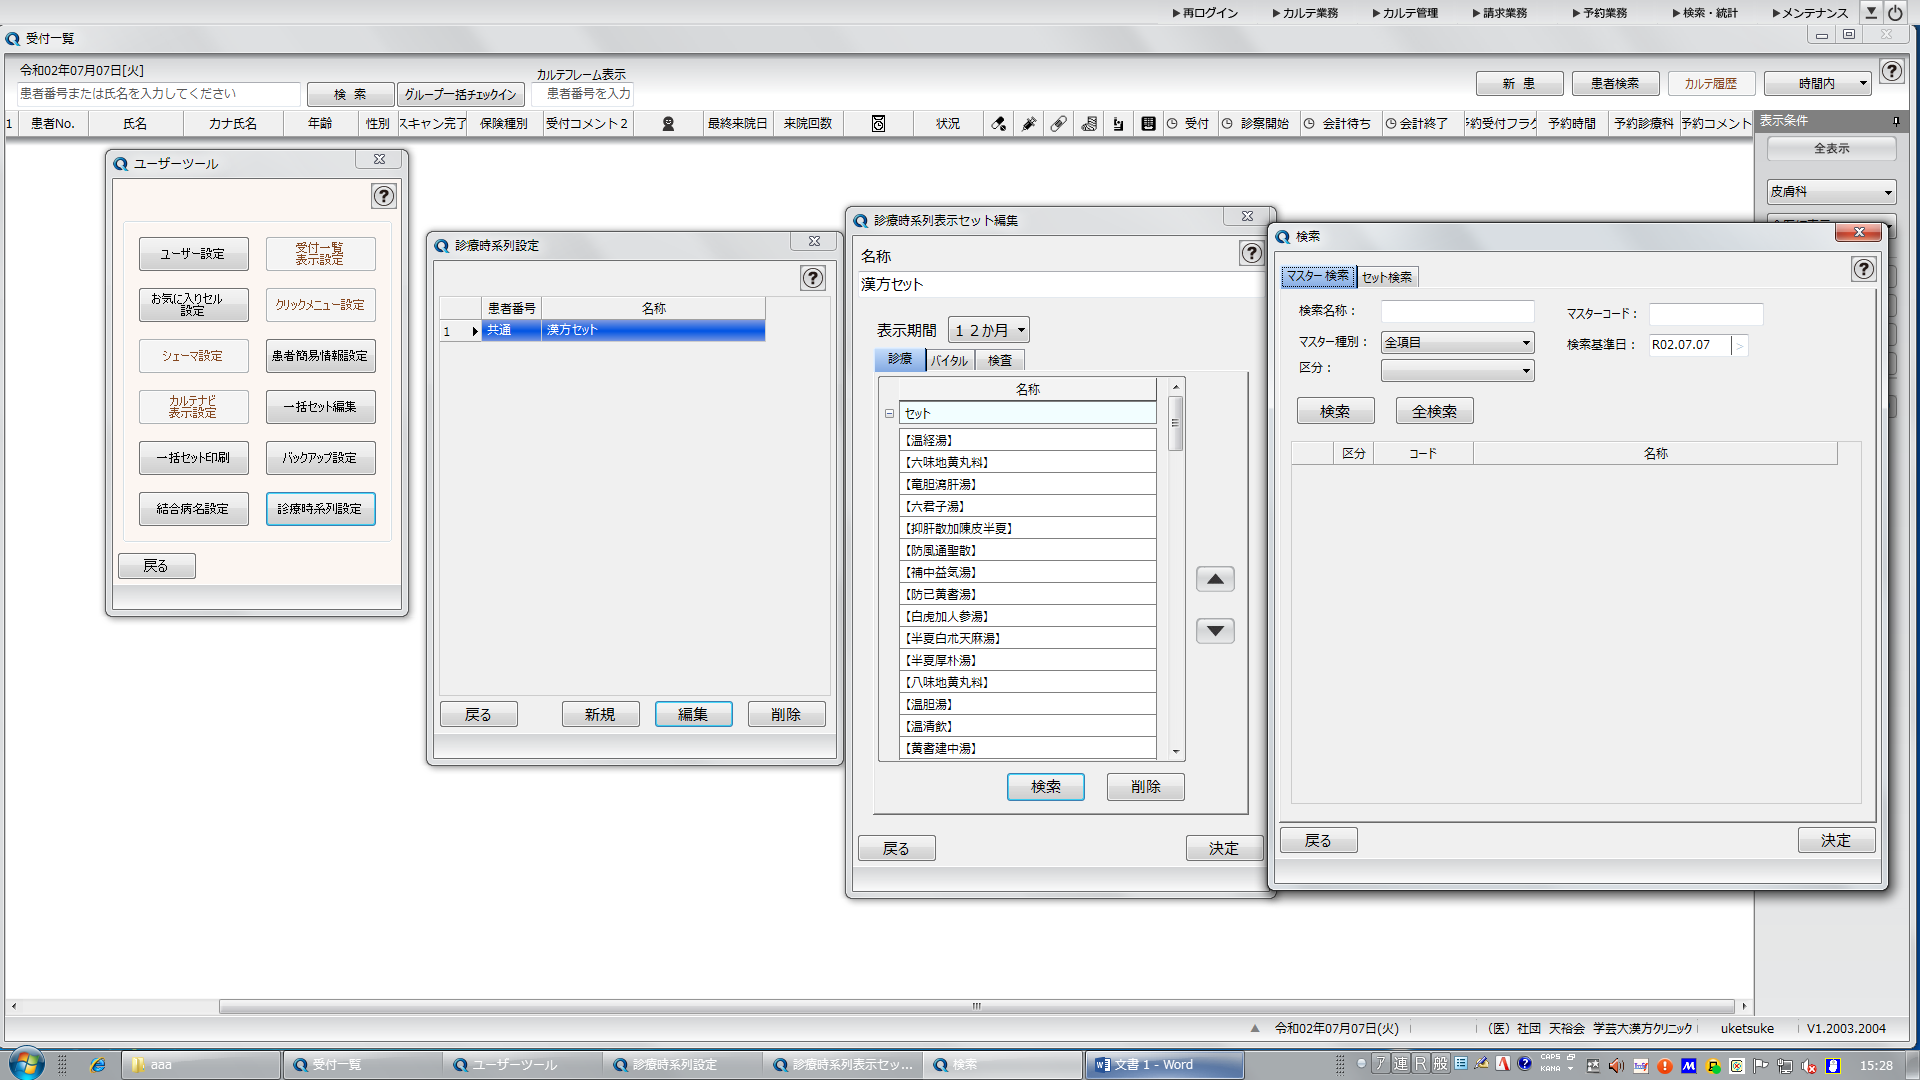 ▶再ログイン ▶カルテ業務 ▶カルテ管理 ▶請求業務 ▶予約業務 ▶検索・統計 ▶メンテナンス
受付一覧
令和02年07月07日[火]
カルテフレーム表示
患者番号または氏名を入力してください 検 索 グループ一括チェックイン 患者番号を入力
新 患 患者検索 カルテ履歴 時間内
1 患者No. 氏名 カナ氏名 年齢 性別 スキャン完了 保険種別 受付コメント2 最終来院日 来院回数 状況 受付 診察開始 会計待ち 会計終了 予約受付フラグ 予約時間 予約診療科 予約コメント
表示条件
全表示
皮膚科
ユーザーツール
ユーザー設定
受付一覧
表示設定
お気に入りセル
設定
クリックメニュー設定
シェーマ設定
患者簡易情報設定
カルテナビ
表示設定
一括セット編集
一括セット印刷
バックアップ設定
結合病名設定
診療時系列設定
戻る
診療時系列設定
患者番号 名称
1 共通 漢方セット
戻る 新規 編集 削除
診療時系列表示セット編集
名称
漢方セット
表示期間 12か月
診療 バイタル 検査
名称
セット
【温経湯】
【六味地黄丸料】
【竜胆瀉肝湯】
【六君子湯】
【抑肝散加陳皮半夏】
【防風通聖散】
【補中益気湯】
【防已黄耆湯】
【白虎加人参湯】
【半夏白朮天麻湯】
【半夏厚朴湯】
【八味地黄丸料】
【温胆湯】
【温清飲】
【黄耆建中湯】
検索 削除
戻る 決定
検索
マスター検索 セット検索
検索名称： マスターコード：
マスター種別： 全項目 検索基準日： R02.07.07 >
区分：
検索 全検索
区分 コード 名称
戻る 決定
令和02年07月07日(火) （医）社団 天裕会 学芸大漢方クリニック uketsuke V1.2003.2004
aaa 受付一覧 ユーザーツール 診療時系列設定 診療時系列表示セッ... 検索 文書 1 - Word
ア 連 R 般 CAPS KANA 15:28